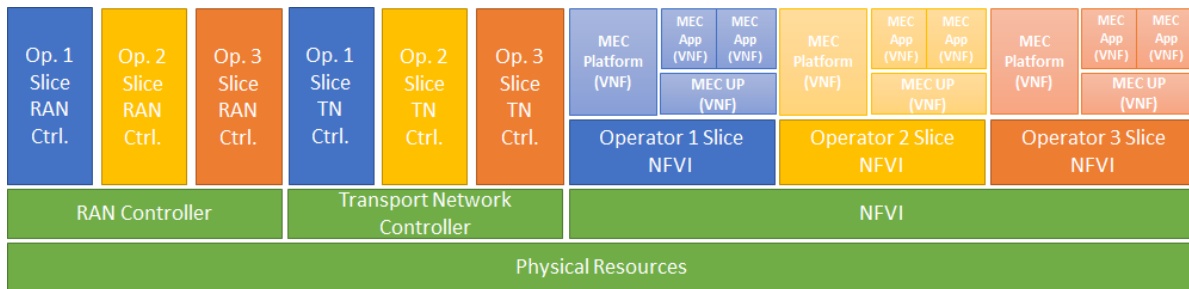 Op. 1
Slice
RAN
Ctrl.
Op. 2
Slice
RAN
Ctrl.
Op. 3
Slice
RAN
Ctrl.
Op. 1
Slice
TN
Ctrl.
Op. 2
Slice
TN
Ctrl.
Op. 3
Slice
TN
Ctrl.
MEC
Platform
(VNF)
MEC
App
(VNF)
MEC
App
(VNF)
MEC UP
(VNF)
Operator 1 Slice
NFVI
MEC
Platform
(VNF)
MEC
App
(VNF)
MEC
App
(VNF)
MEC UP
(VNF)
Operator 2 Slice
NFVI
MEC
Platform
(VNF)
MEC
App
(VNF)
MEC
App
(VNF)
MEC UP
(VNF)
Operator 3 Slice
NFVI
RAN Controller
Transport Network
Controller
NFVI
Physical Resources